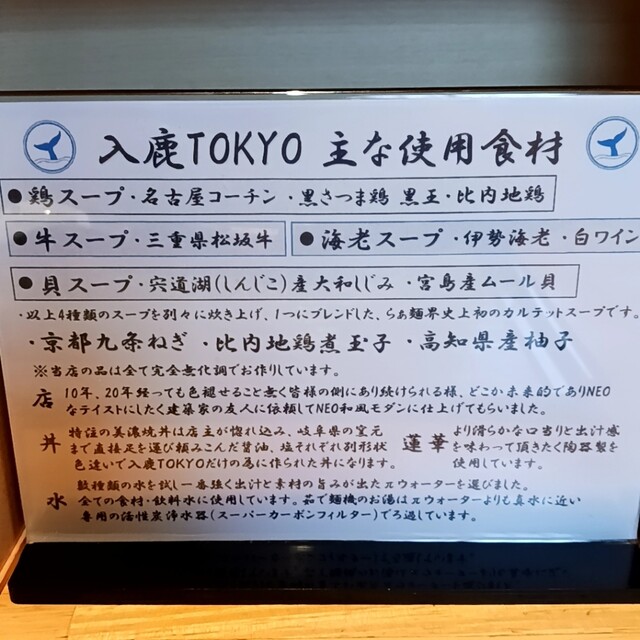 入鹿TOKYO 主な使用食材
●鶏スープ・名古屋コーチン・黒さつま鶏 黒王・比内地鶏
●牛スープ・三重県松坂牛
●海老スープ・伊勢海老・白ワイン
●貝スープ・宍道湖(しんじこ)産大和しじみ・宮島産ムール貝
・以上4種類のスープを別々に炊き上げ、1つにブレンドした、らぁ麺界史上初のカルテットスープです。
・京都九条ねぎ・比内地鶏煮玉子・高知県産柚子
※当店の品は全て完全無化調でお作りしています。
店 10年、20年経っても色褪せること無く皆様の側にあり続けられる様、どこか未来的でありNEO
なテイストにしたく建築家の友人に依頼してNEO和風モダンに仕上げてもらいました。
丼 特注の美濃焼丼は店主が惚れ込み、岐阜県の窯元
まで直接足を運び頼みこんだ醤油、塩それぞれ別形状
色違いで入鹿TOKYOだけの為に作られた丼になります。
蓮華 より滑らかな口当りと出汁感
を味わって頂きたく陶器製を
使用しています。
水 数種類の水を試し一番強く出汁と素材の旨みが出たπウォーターを選びました。
全ての食材・飲料水に使用しています。茹で麺機のお湯はπウォーターよりも真水に近い
専用の活性炭浄水器(スーパーカーボンフィルター)でろ過しています。